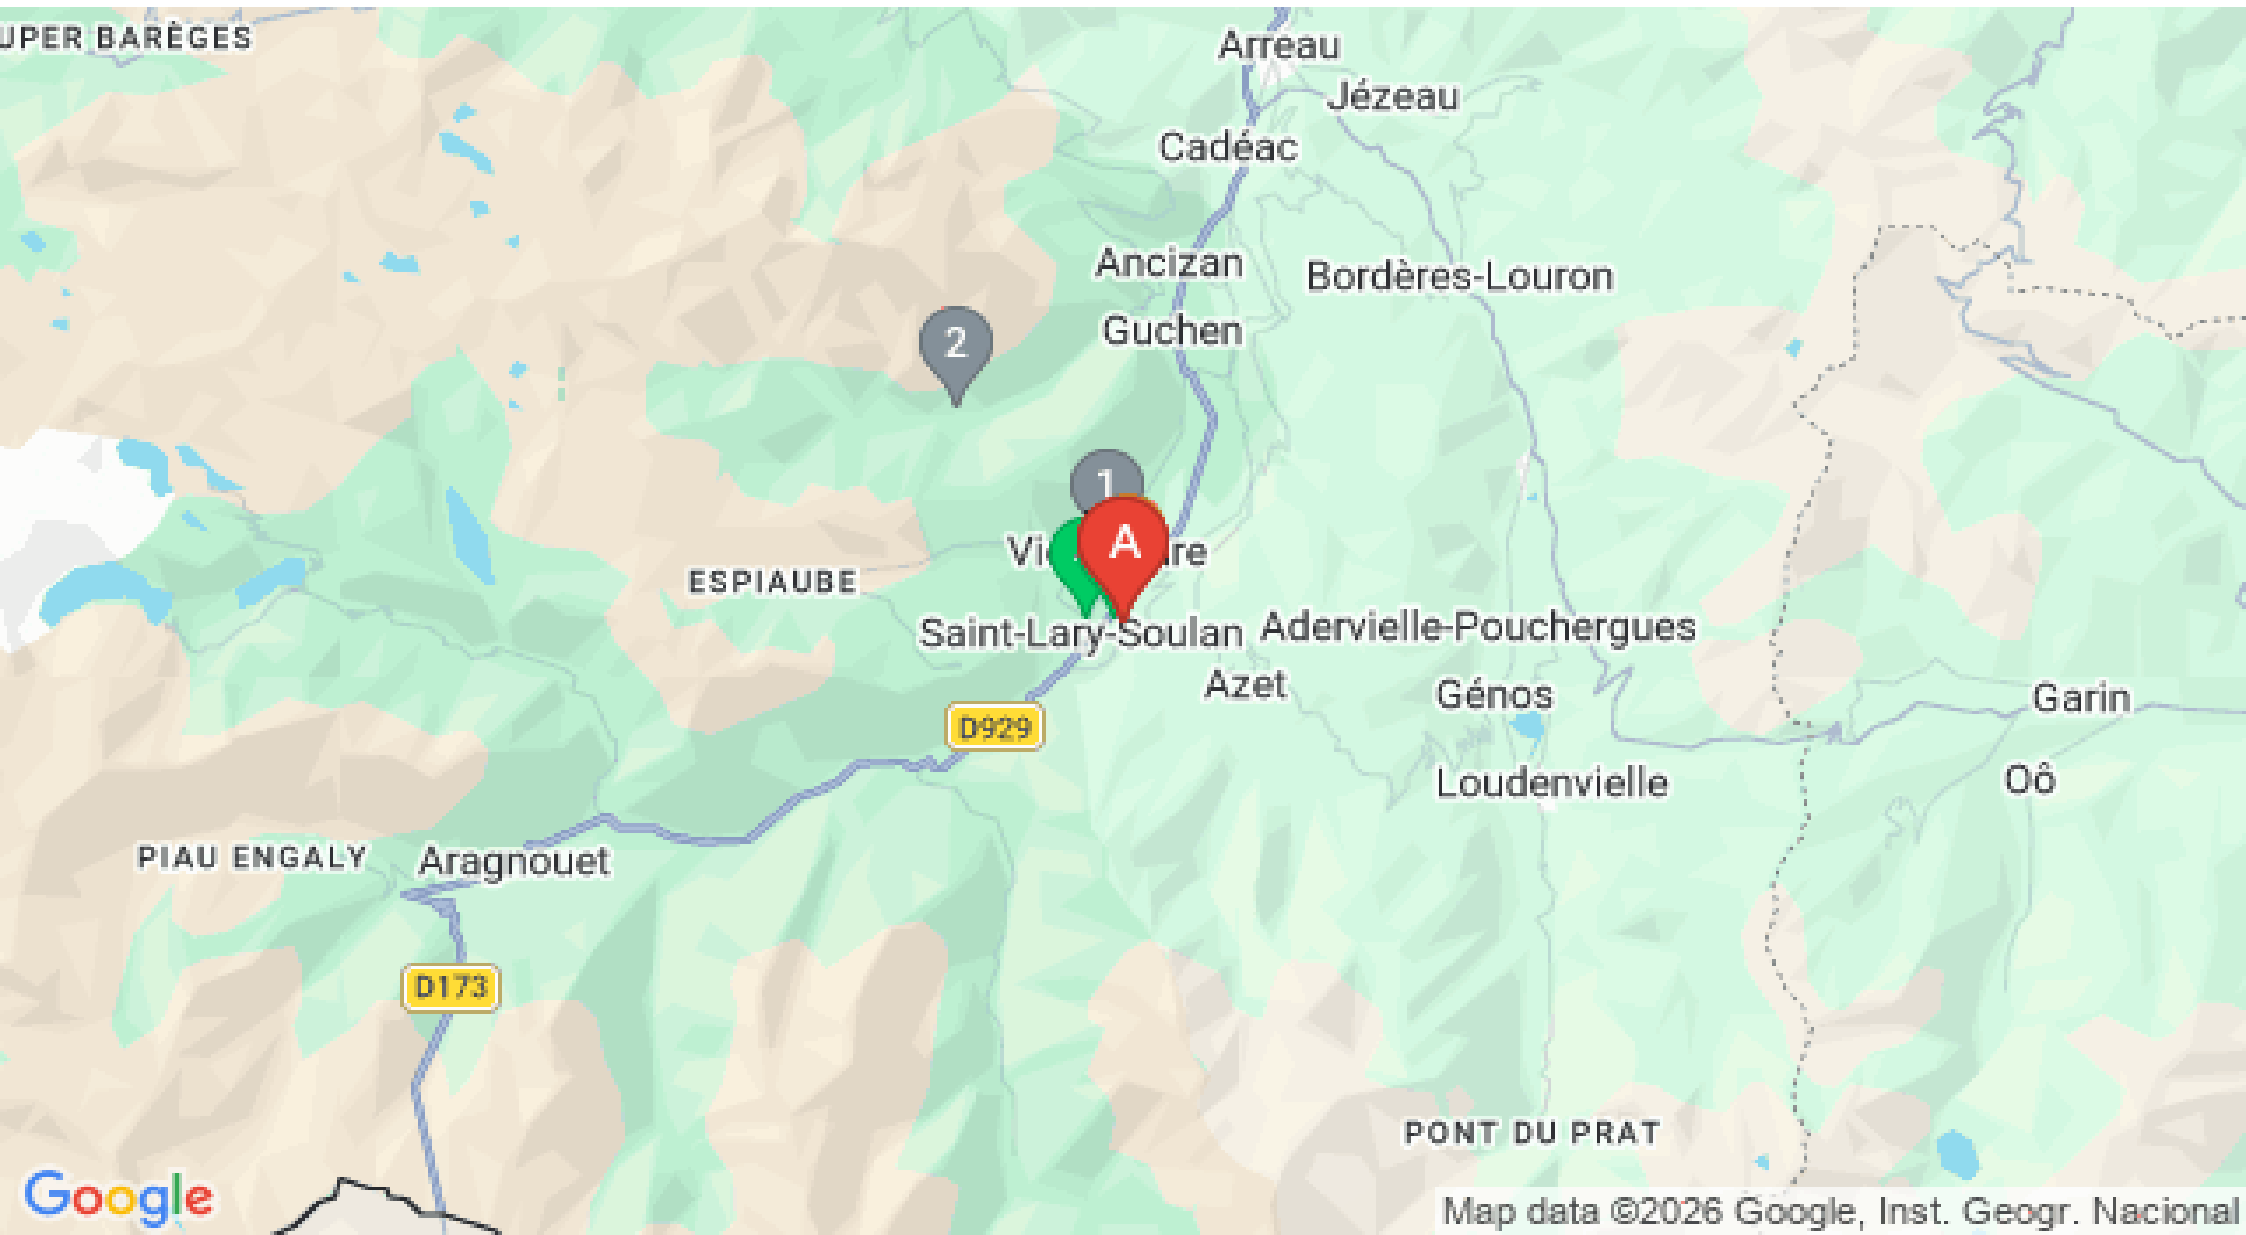 UPER BARÈGES
Arreau
Jézeau
Cadéac
Ancizan
Bordères-Louron
Guchen
2
1
A
ESPIAUBE
Saint-Lary-Soulan
Adervielle-Pouchergues
Azet
Génos
Garin
D929
Loudenvielle
Oô
PIAU ENGALY
Aragnouet
D173
PONT DU PRAT
Google
Map data ©2026 Google, Inst. Geogr. Nacional